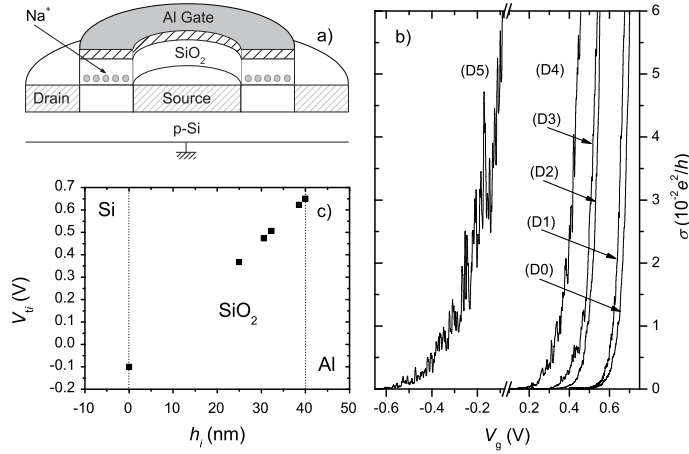 Na+
Al Gate
a)
SiO2
Drain
Source
p-Si
b)
(D5)
(D4)
(D3)
(D2)
(D1)
(D0)
6
5
4
3
2
1
0
σ (10⁻²e²/h)
-0.6
-0.4
-0.2
0.2
0.4
0.6
Vg (V)
c)
Si
SiO2
Al
0.7
0.6
0.5
0.4
0.3
0.2
0.1
0.0
-0.1
-0.2
Vti (V)
-10
0
10
20
30
40
50
hi (nm)